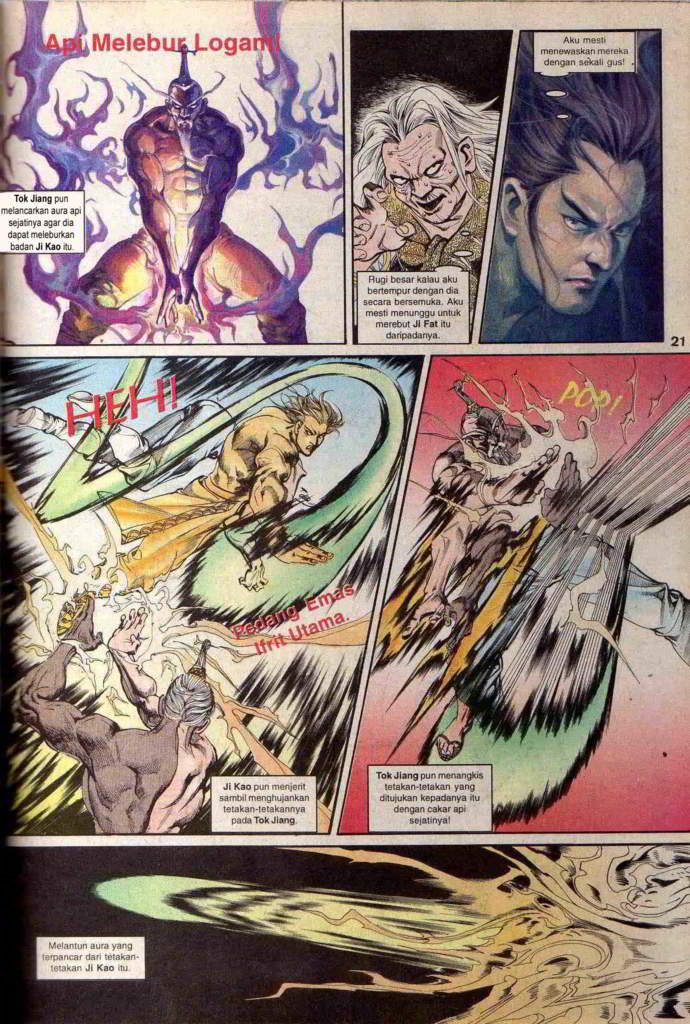 Api Melebur Logam!
Tok Jiang pun
melancarkan aura api
sejatinya agar dia
dapat meleburkan
badan Ji Kao itu.
Rugi besar kalau aku
bertempur dengan dia
secara bersemuka. Aku
mesti menunggu untuk
merebut Ji Fat itu
daripadanya.
Aku mesti
menewaskan mereka
dengan sekali gus!
21
HEH!
Pedang Emas
Ifrit Utama.
Ji Kao pun menjerit
sambil menghujankan
tetakan-tetakannya
pada Tok Jiang.
POP!
Tok Jiang pun menangkis
tetakan-tetakan yang
ditujukan kepadanya itu
dengan cakar api
sejatinya!
Melantun aura yang
terpancar dari tetakan-
tetakan Ji Kao itu.